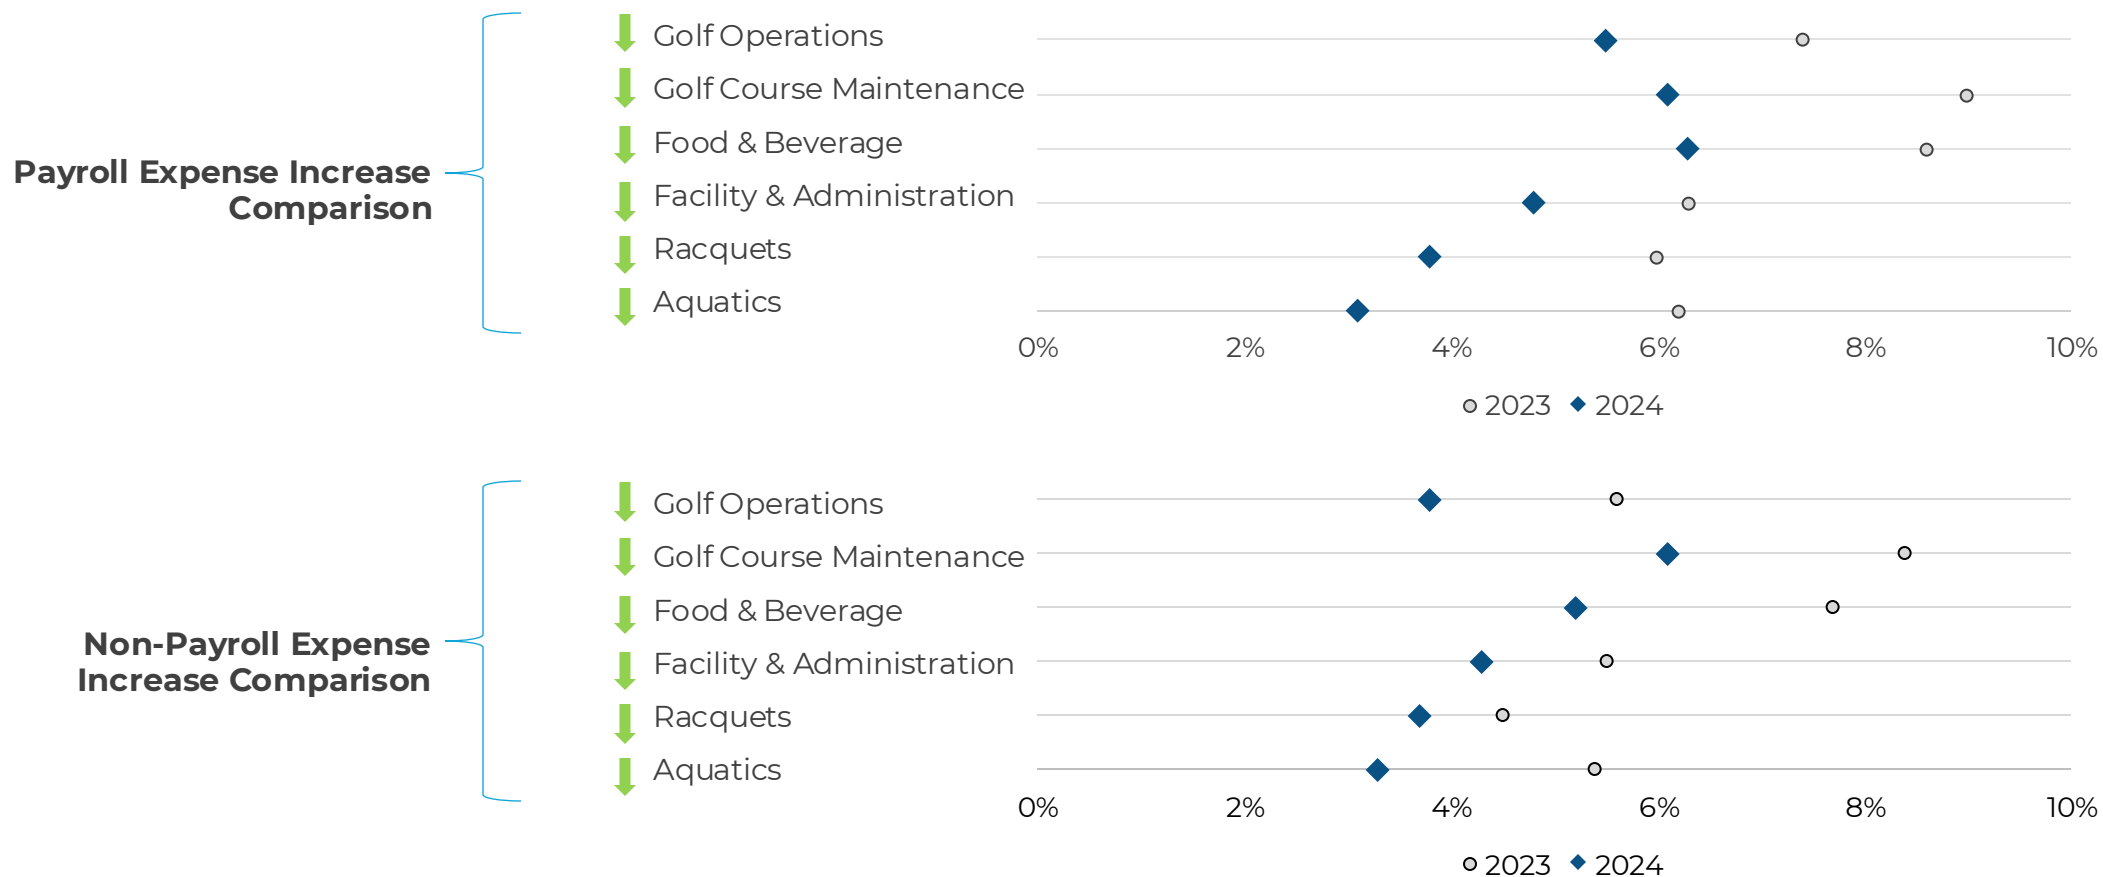 Payroll Expense Increase
Comparison
Golf Operations
Golf Course Maintenance
Food & Beverage
Facility & Administration
Racquets
Aquatics
0% 2% 4% 6% 8% 10%
2023 2024
Non-Payroll Expense
Increase Comparison
Golf Operations
Golf Course Maintenance
Food & Beverage
Facility & Administration
Racquets
Aquatics
0% 2% 4% 6% 8% 10%
2023 2024